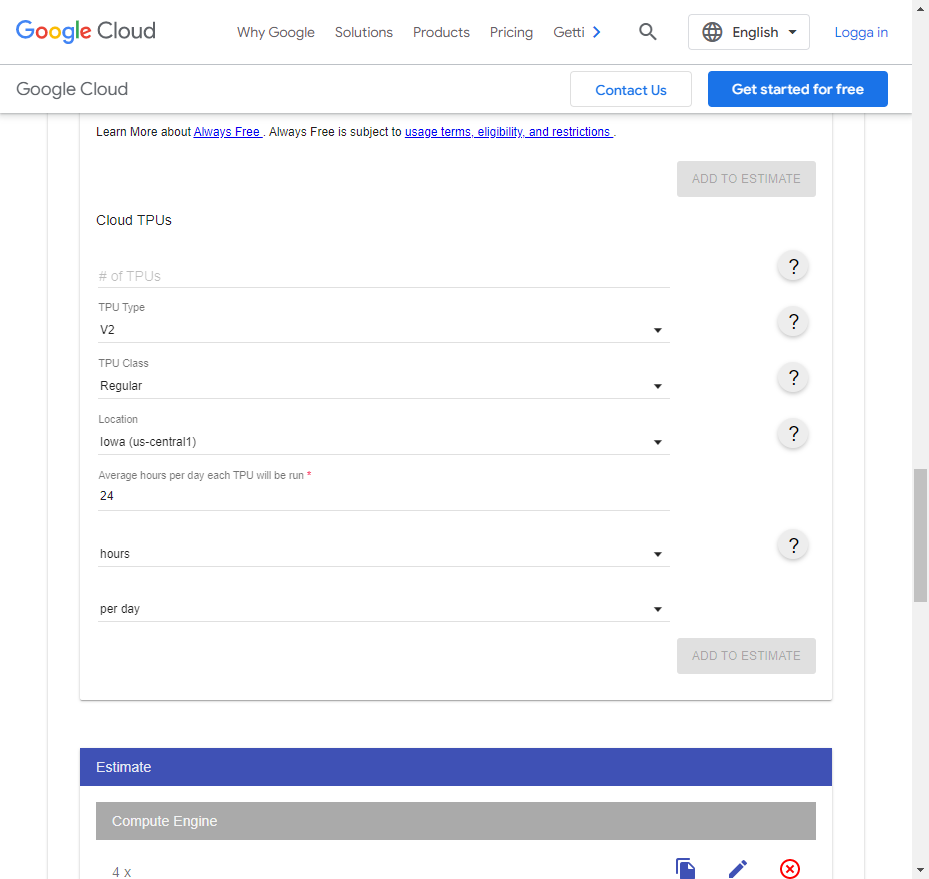 Google Cloud Why Google Solutions Products Pricing Getti English Logga in
Google Cloud Contact Us Get started for free
Learn More about Always Free . Always Free is subject to usage terms, eligibility, and restrictions .
ADD TO ESTIMATE
Cloud TPUs
# of TPUs ?
TPU Type
V2 ?
TPU Class
Regular ?
Location
Iowa (us-central1) ?
Average hours per day each TPU will be run *
24
hours ?
per day
ADD TO ESTIMATE
Estimate
Compute Engine
4 x